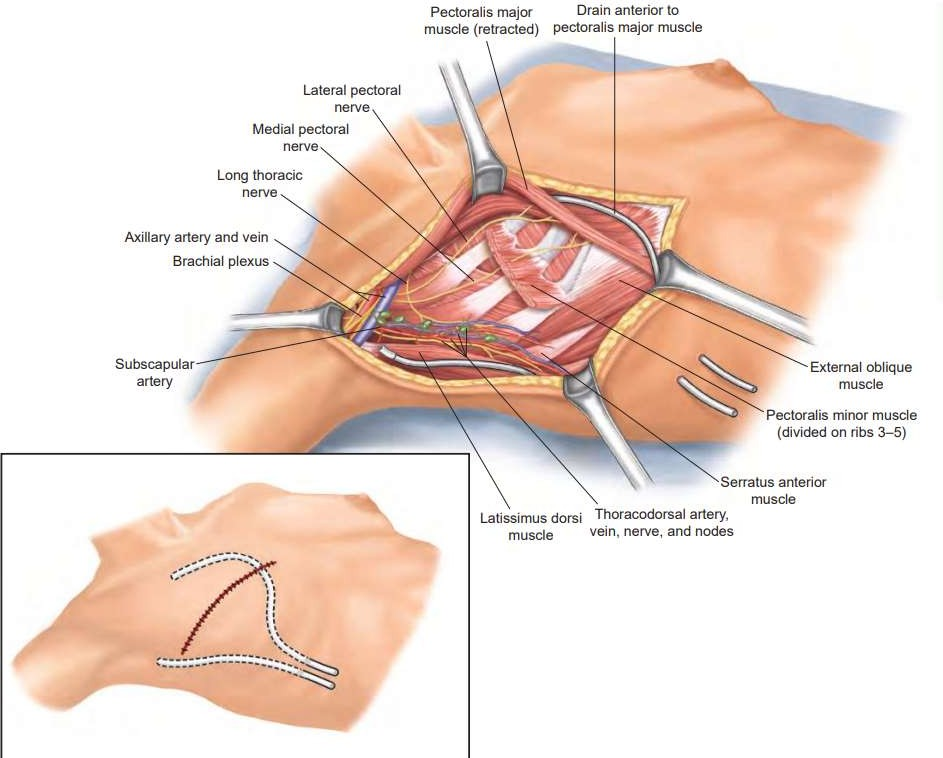 Pectoralis major
muscle (retracted)
Drain anterior to
pectoralis major muscle
Lateral pectoral
nerve
Medial pectoral
nerve
Long thoracic
nerve
Axillary artery and vein
Brachial plexus
Subscapular
artery
External oblique
muscle
Pectoralis minor muscle
(divided on ribs 3–5)
Serratus anterior
muscle
Latissimus dorsi
muscle
Thoracodorsal artery,
vein, nerve, and nodes